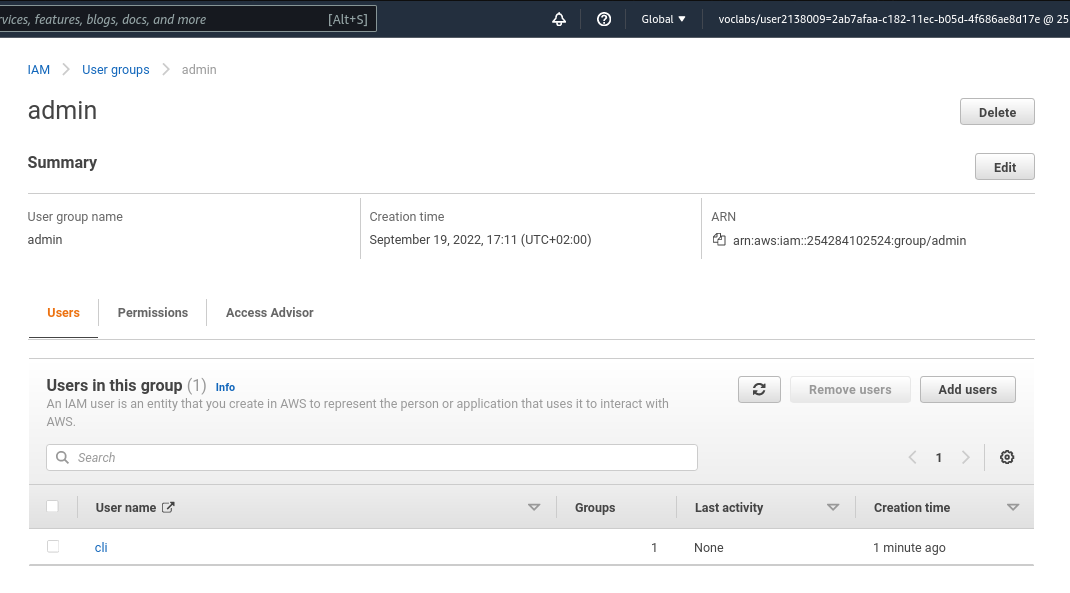 rvices, features, blogs, docs, and more [Alt+S] Global voclabs/user2138009=2ab7afaa-c182-11ec-b05d-4f686ae8d17e @ 25
IAM User groups admin
admin
Delete
Summary
Edit
User group name Creation time ARN
admin September 19, 2022, 17:11 (UTC+02:00) arn:aws:iam::254284102524:group/admin
Users Permissions Access Advisor
Users in this group (1) Info
Remove users Add users
An IAM user is an entity that you create in AWS to represent the person or application that uses it to interact with
AWS.
Search 1
User name Groups Last activity Creation time
cli 1 None 1 minute ago